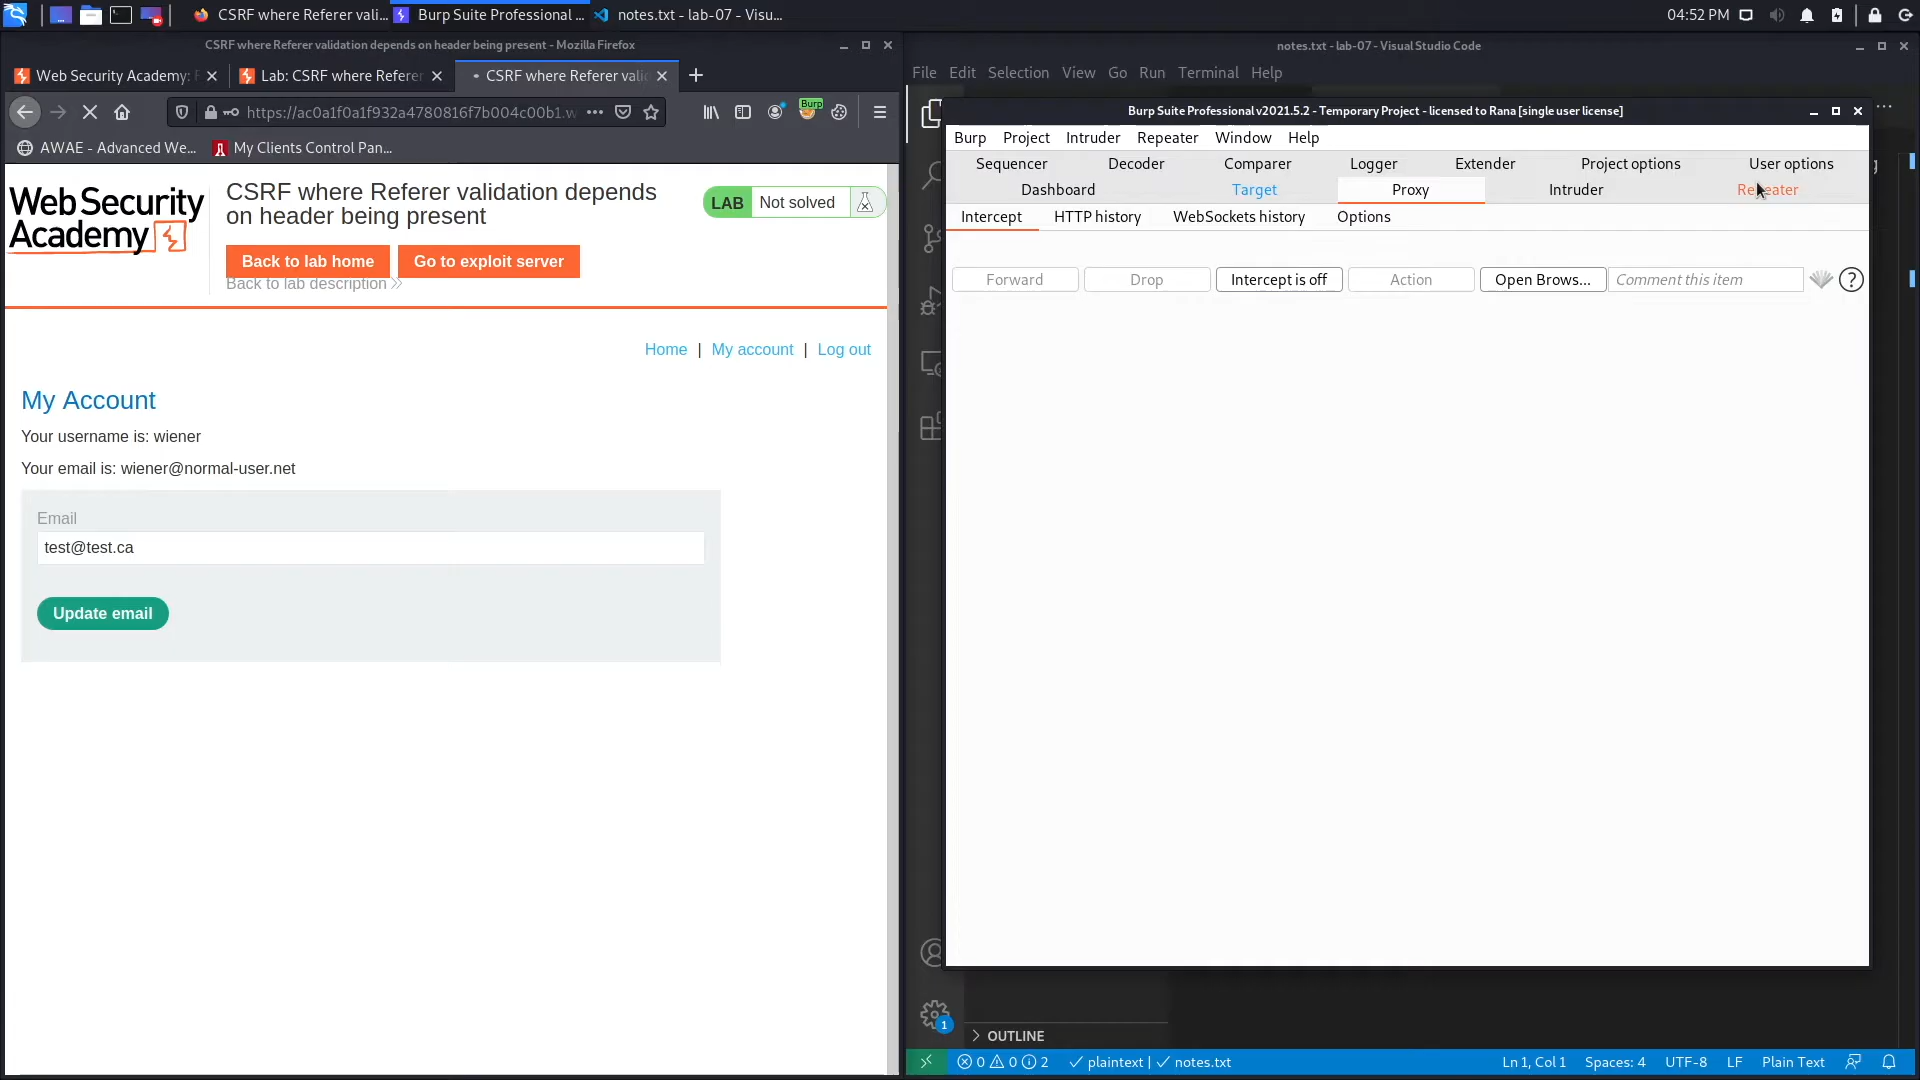 CSRF where Referer vali...
Burp Suite Professional ...
notes.txt - lab-07 - Visu...
04:52 PM
CSRF where Referer validation depends on header being present - Mozilla Firefox
Web Security Academy:
Lab: CSRF where Referer
CSRF where Referer vali
https://ac0a1f0a1f932a4780816f7b004c00b1.w
Burp
AWAE - Advanced We...
My Clients Control Pan...
Web Security
Academy
CSRF where Referer validation depends
on header being present
LAB
Not solved
Back to lab home
Go to exploit server
Back to lab description
Home | My account | Log out
My Account
Your username is: wiener
Your email is: wiener@normal-user.net
Email
test@test.ca
Update email
notes.txt - lab-07 - Visual Studio Code
File Edit Selection View Go Run Terminal Help
Burp Suite Professional v2021.5.2 - Temporary Project - licensed to Rana [single user license]
Burp Project Intruder Repeater Window Help
Sequencer Decoder Comparer Logger Extender Project options User options
Dashboard Target Proxy Intruder Repeater
Intercept HTTP history WebSockets history Options
Forward Drop Intercept is off Action Open Brows... Comment this item ?
1
OUTLINE
0 0 2 plaintext | notes.txt
Ln 1, Col 1 Spaces: 4 UTF-8 LF Plain Text